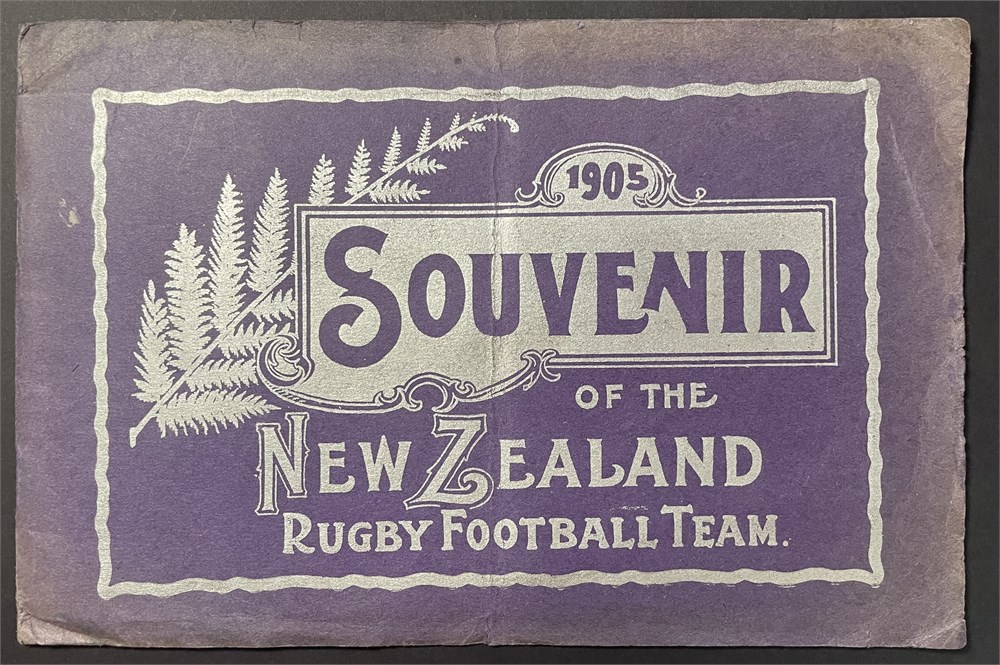 1905
SOUVENIR
OF THE
NEW ZEALAND
RUGBY FOOTBALL TEAM.